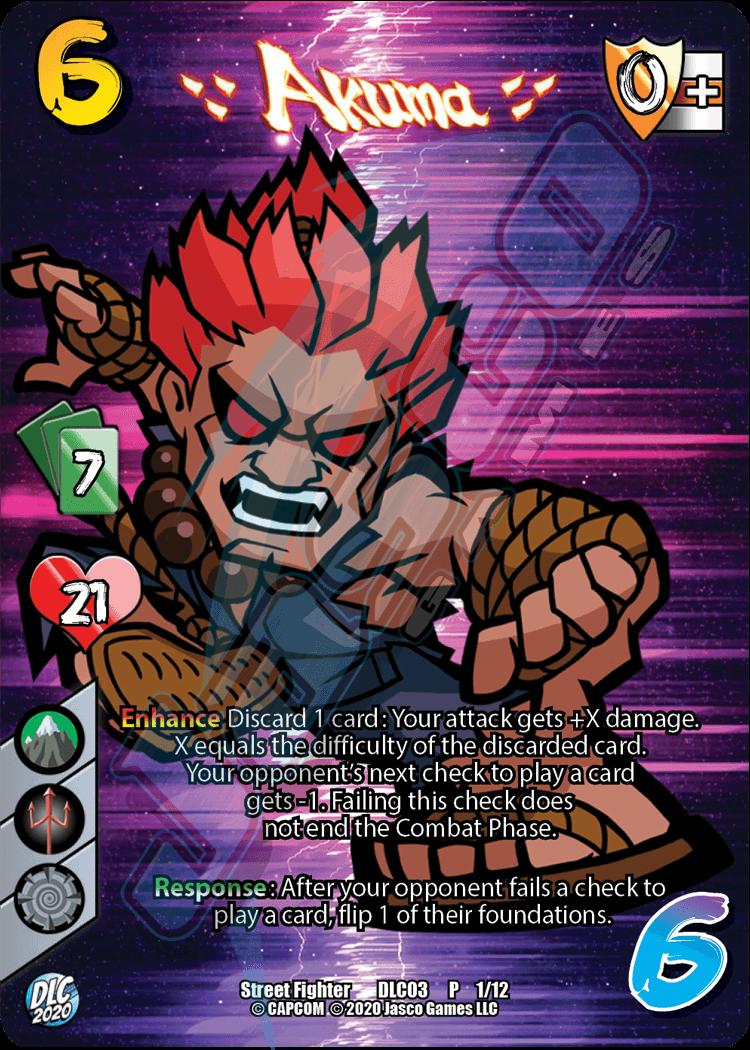 6
Akuma
0 +
7
21
Enhance Discard 1 card: Your attack gets +X damage.
X equals the difficulty of the discarded card.
Your opponent's next check to play a card
gets -1. Failing this check does
not end the Combat Phase.
Response: After your opponent fails a check to
play a card, flip 1 of their foundations.
6
DLC
2020
Street Fighter DLC03 P 1/12
© CAPCOM © 2020 Jasco Games LLC